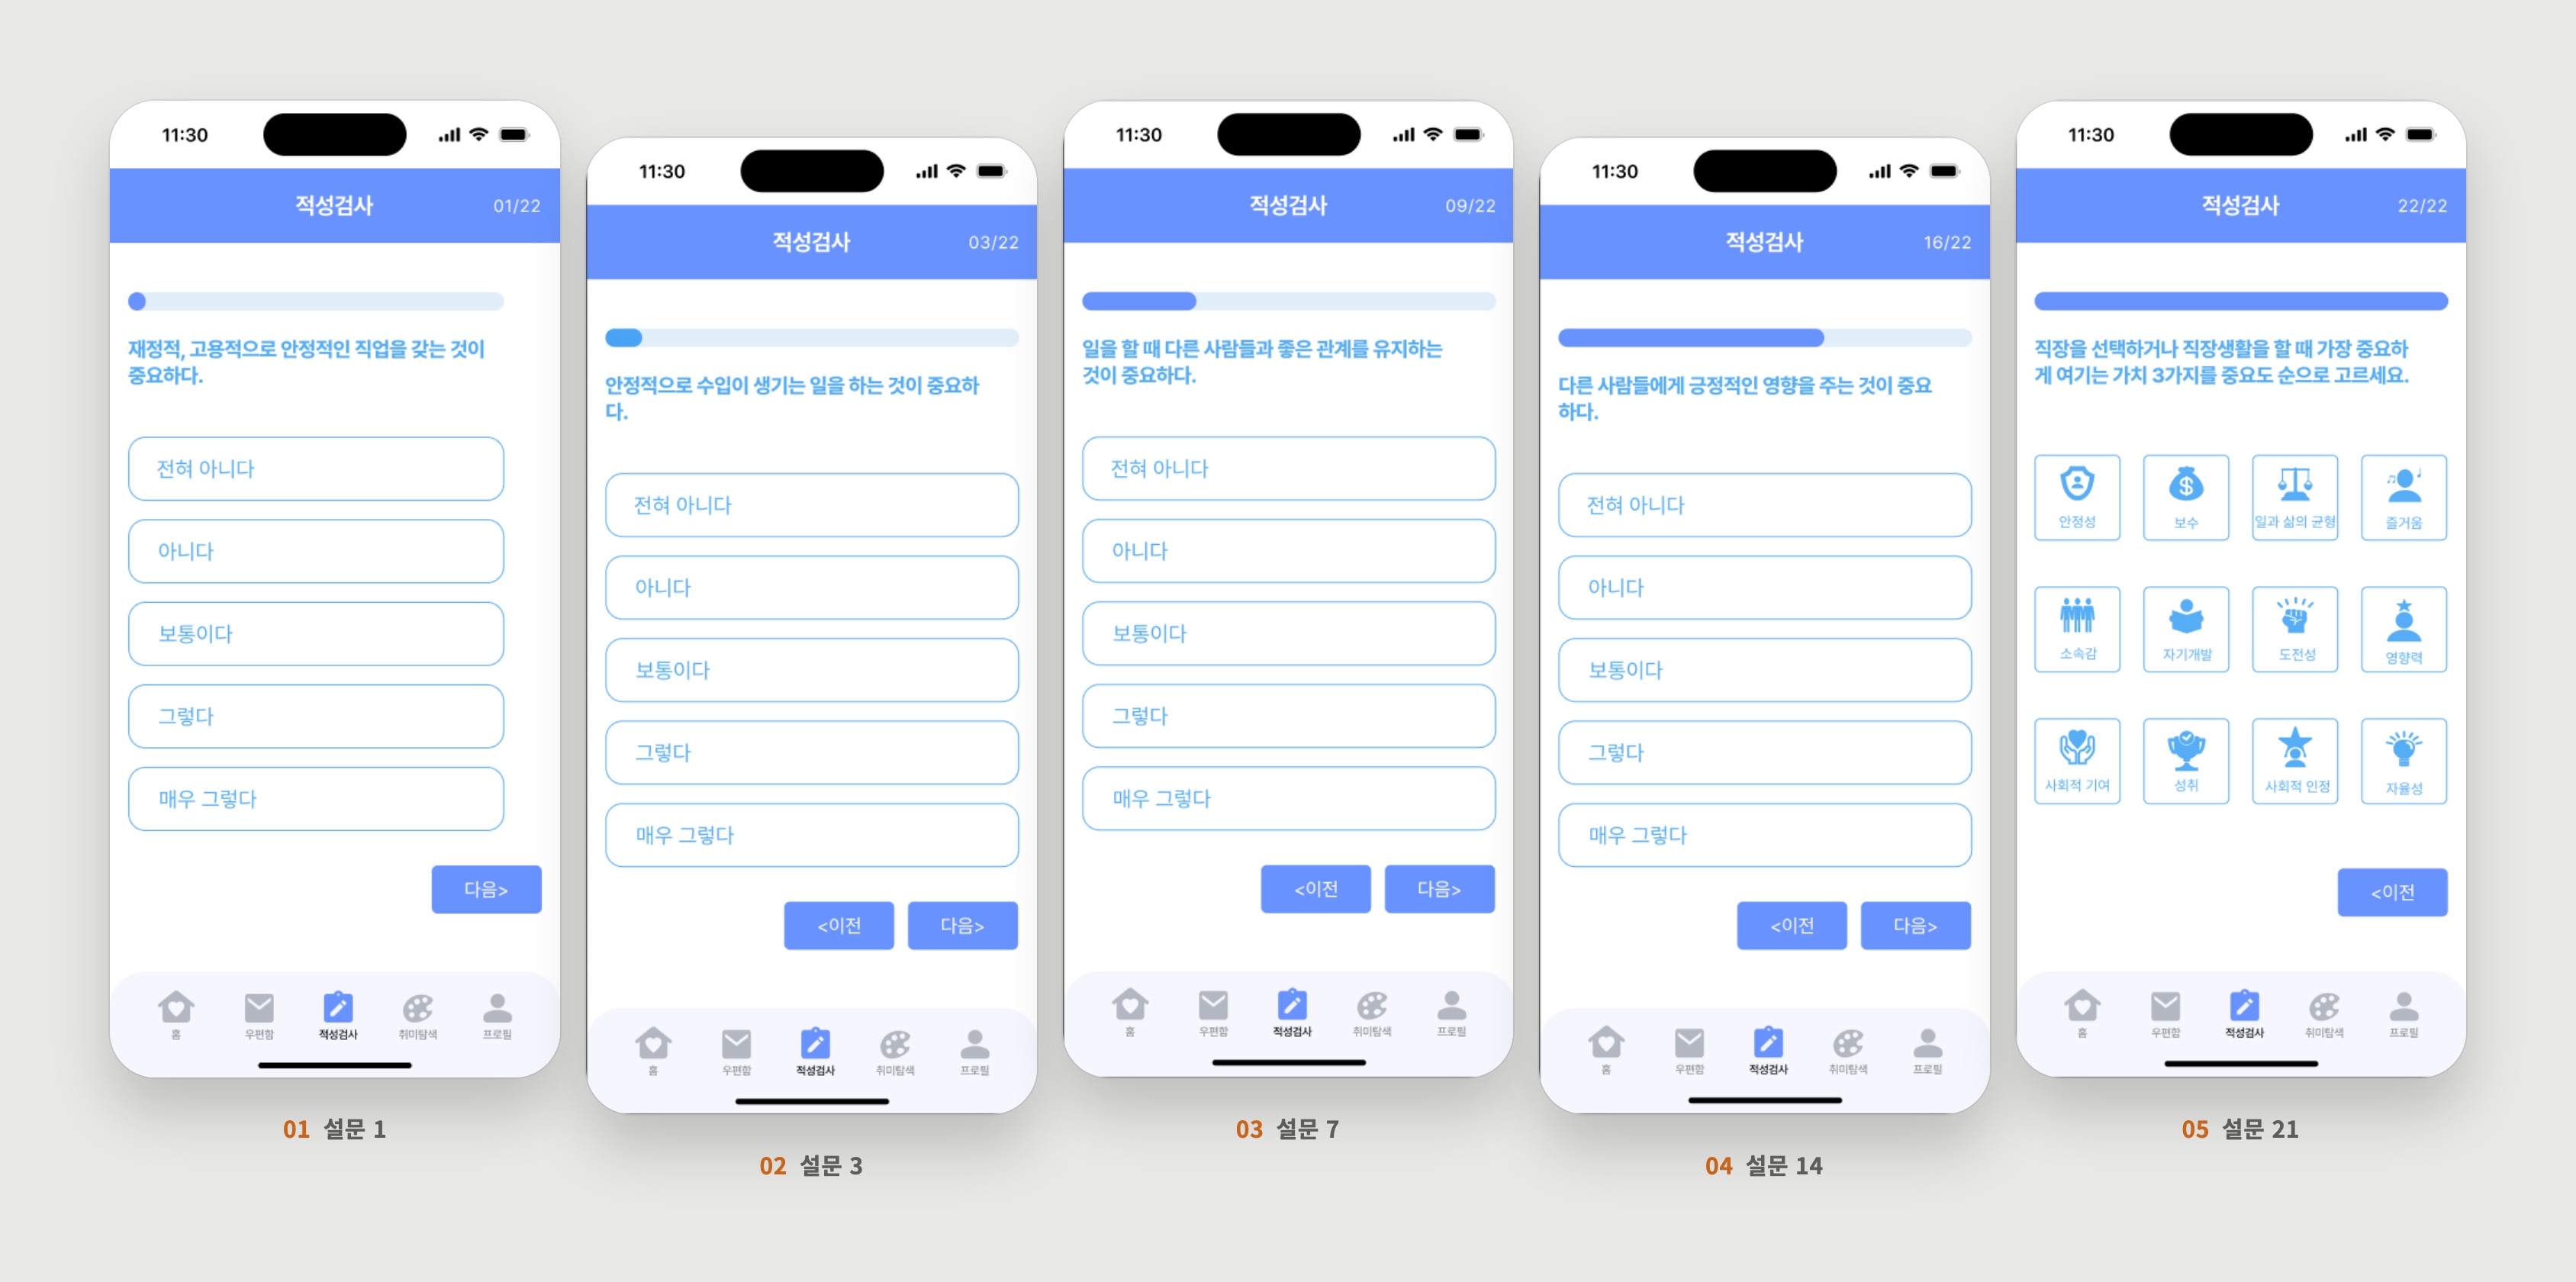 11:30
적성검사 01/22
재정적, 고용적으로 안정적인 직업을 갖는 것이
중요하다.
전혀 아니다
아니다
보통이다
그렇다
매우 그렇다
다음>
홈 우편함 적성검사 취미탐색 프로필
01 설문 1
11:30
적성검사 03/22
안정적으로 수입이 생기는 일을 하는 것이 중요하
다.
전혀 아니다
아니다
보통이다
그렇다
매우 그렇다
<이전 다음>
홈 우편함 적성검사 취미탐색 프로필
02 설문 3
11:30
적성검사 09/22
일을 할 때 다른 사람들과 좋은 관계를 유지하는
것이 중요하다.
전혀 아니다
아니다
보통이다
그렇다
매우 그렇다
<이전 다음>
홈 우편함 적성검사 취미탐색 프로필
03 설문 7
11:30
적성검사 16/22
다른 사람들에게 긍정적인 영향을 주는 것이 중요
하다.
전혀 아니다
아니다
보통이다
그렇다
매우 그렇다
<이전 다음>
홈 우편함 적성검사 취미탐색 프로필
04 설문 14
11:30
적성검사 22/22
직장을 선택하거나 직장생활을 할 때 가장 중요하
게 여기는 가치 3가지를 중요도 순으로 고르세요.
안정성 보수 일과 삶의 균형 즐거움
소속감 자기개발 도전성 영향력
사회적 기여 성취 사회적 인정 자율성
<이전
홈 우편함 적성검사 취미탐색 프로필
05 설문 21